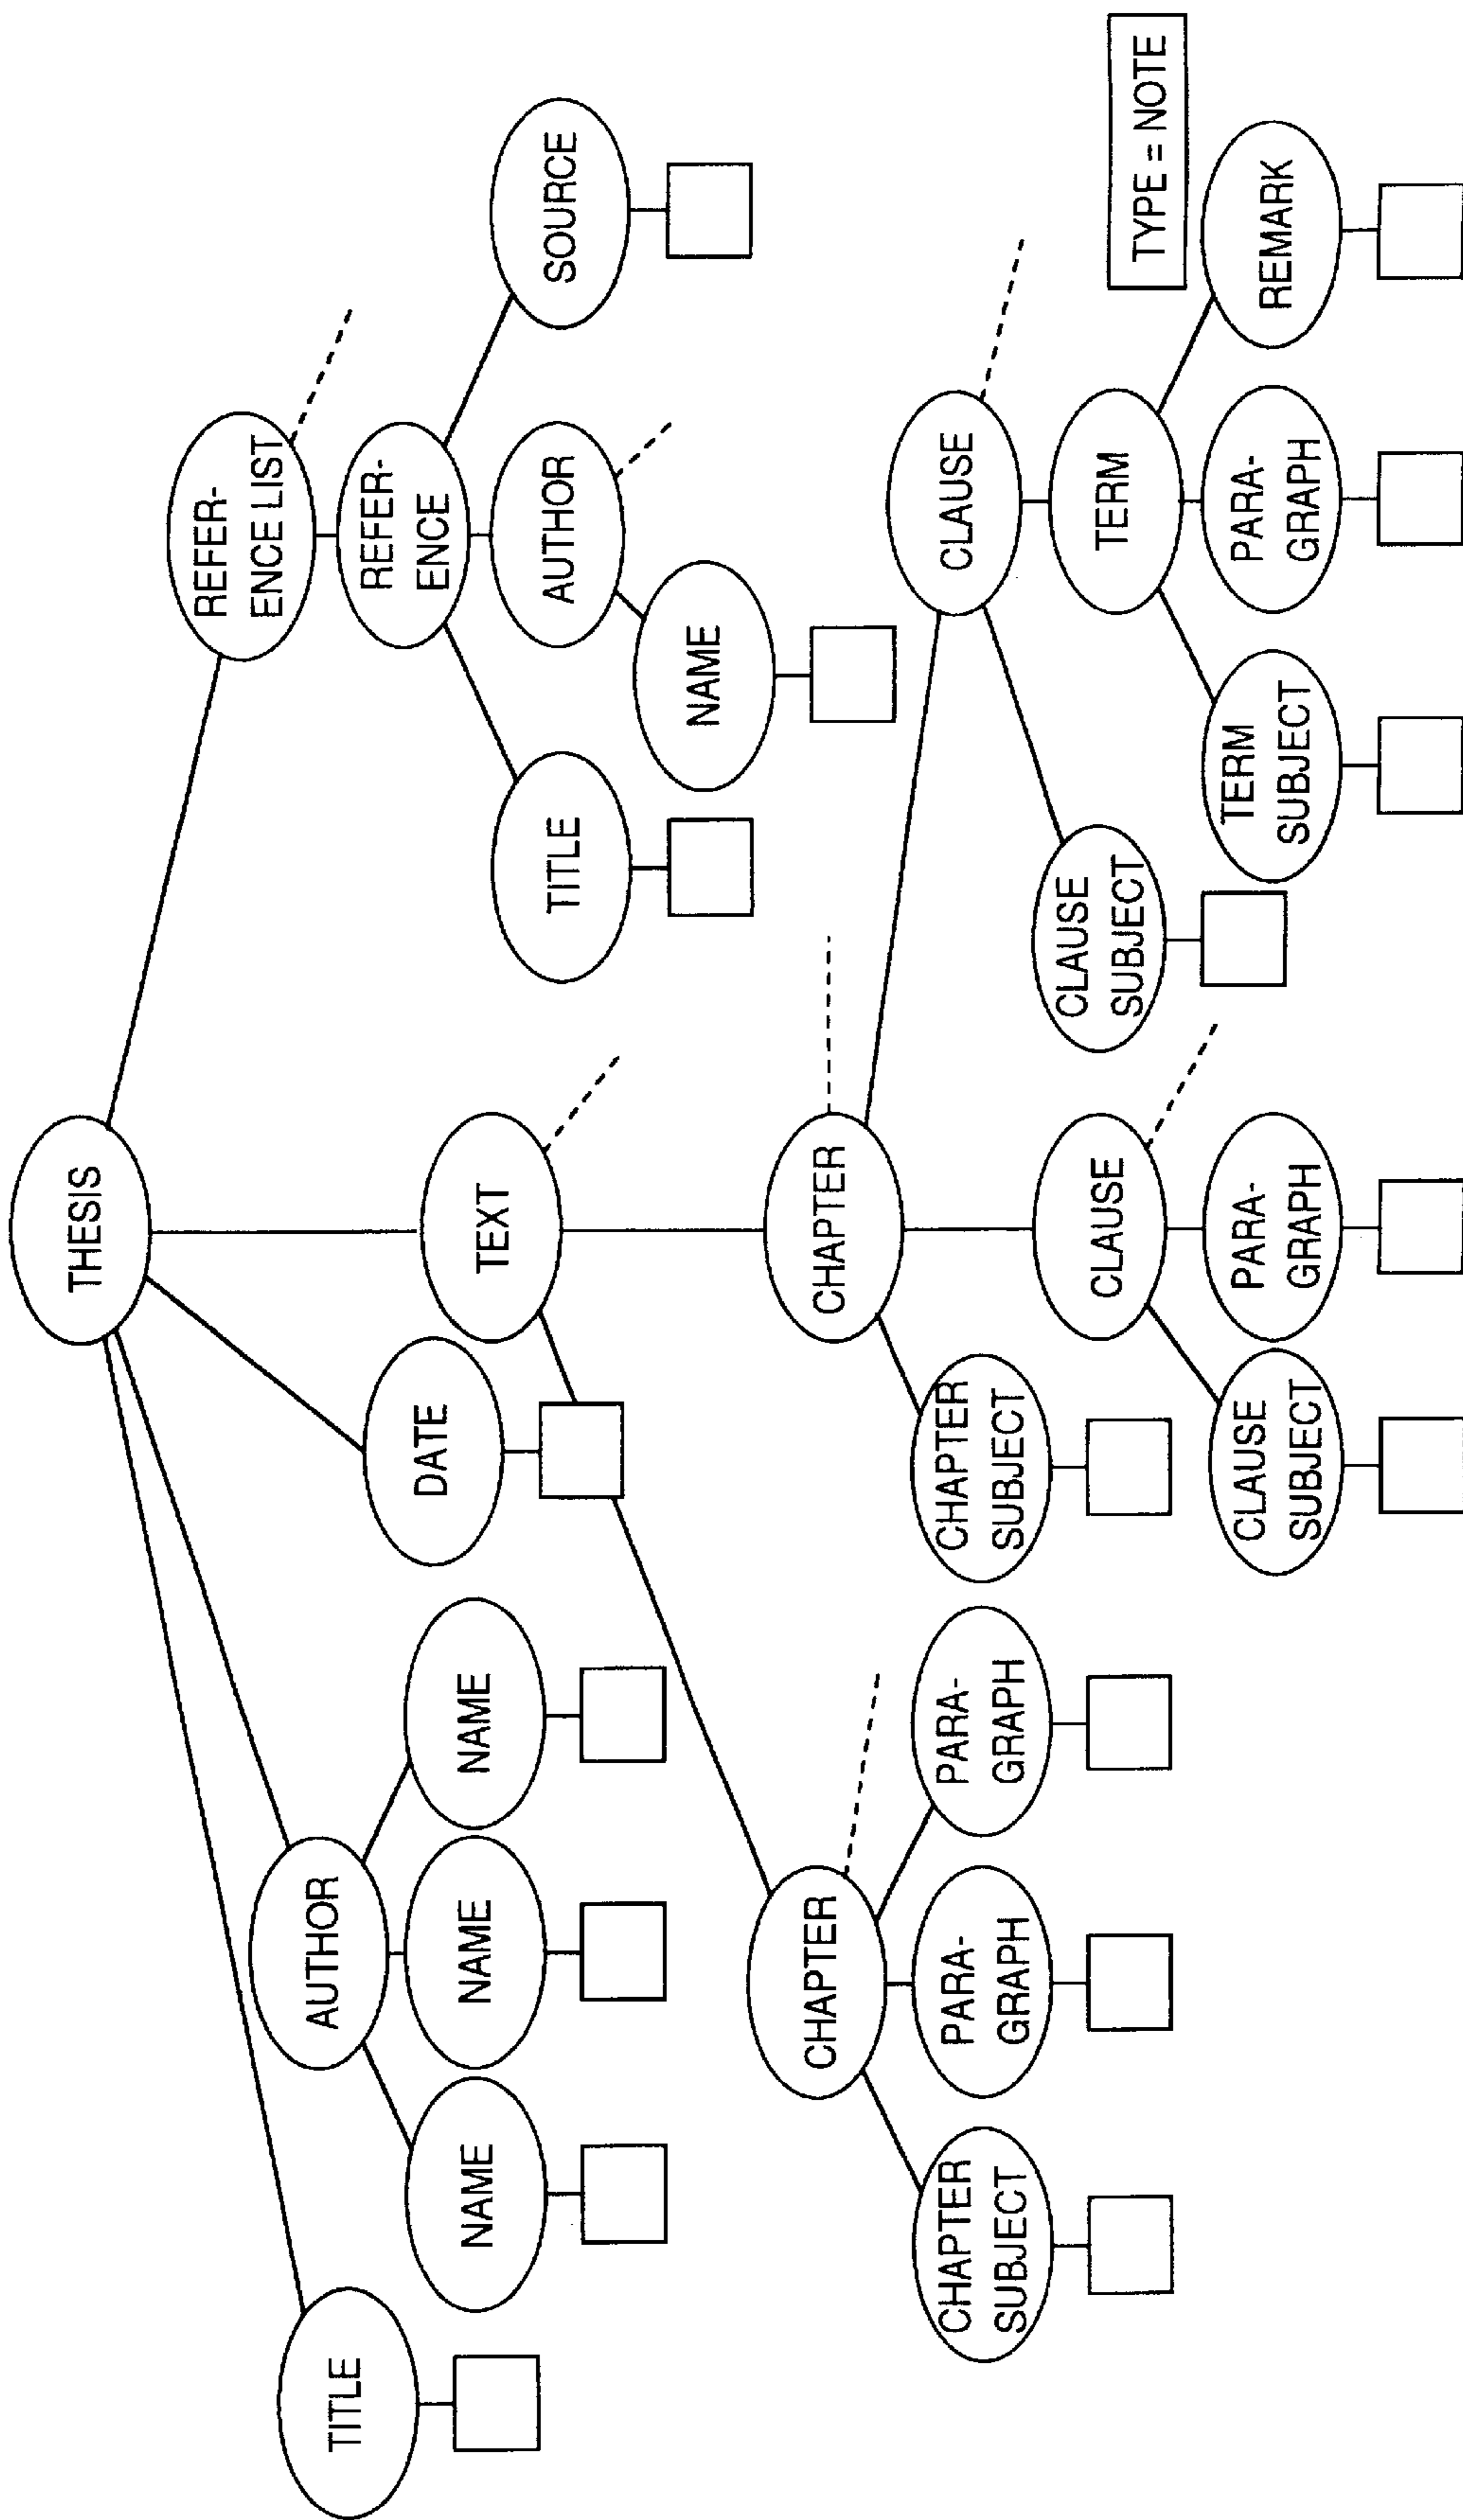 THESIS
TITLE
AUTHOR
NAME
NAME
NAME
DATE
TEXT
REFER-
ENCE LIST
REFER-
ENCE
TITLE
AUTHOR
NAME
SOURCE
CHAPTER
CHAPTER
SUBJECT
PARA-
GRAPH
PARA-
GRAPH
CHAPTER
CHAPTER
SUBJECT
CLAUSE
CLAUSE
SUBJECT
PARA-
GRAPH
CLAUSE
CLAUSE
SUBJECT
TERM
TERM
SUBJECT
PARA-
GRAPH
REMARK
TYPE = NOTE